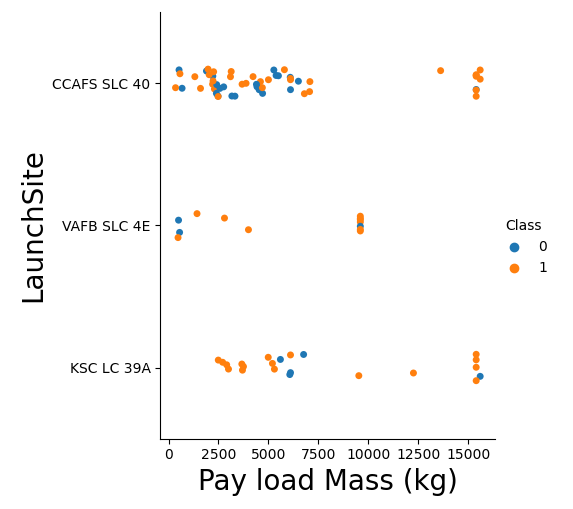 CCAFS SLC 40
VAFB SLC 4E
KSC LC 39A
LaunchSite
0 2500 5000 7500 10000 12500 15000
Pay load Mass (kg)
Class
0
1